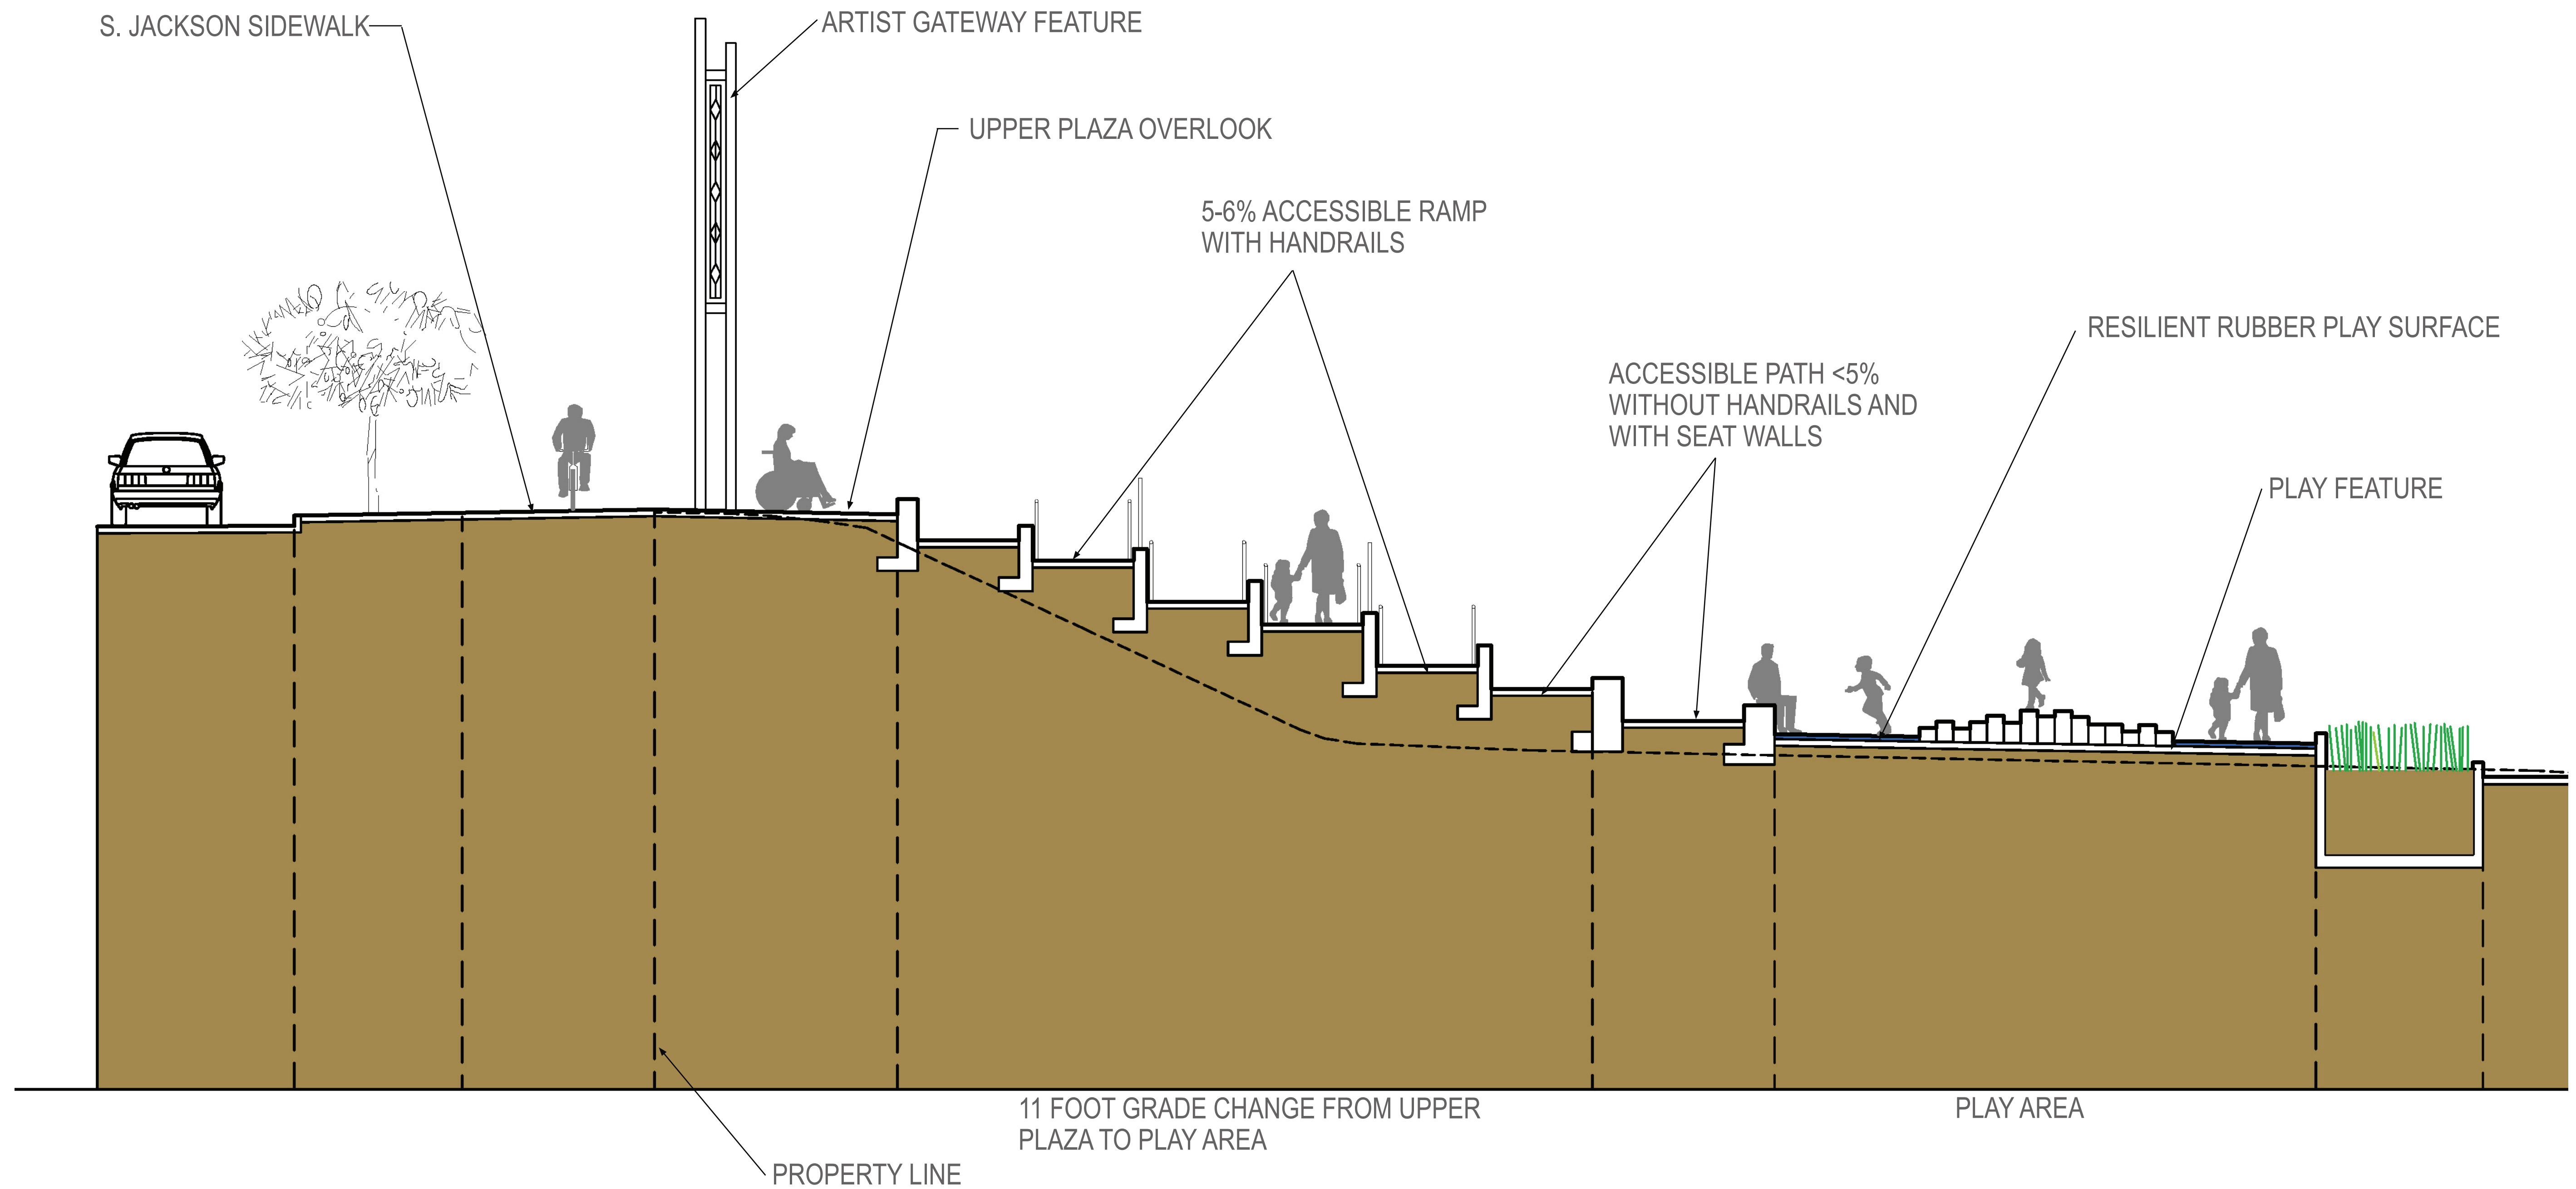 S. JACKSON SIDEWALK
ARTIST GATEWAY FEATURE
UPPER PLAZA OVERLOOK
5-6% ACCESSIBLE RAMP
WITH HANDRAILS
RESILIENT RUBBER PLAY SURFACE
ACCESSIBLE PATH <5%
WITHOUT HANDRAILS AND
WITH SEAT WALLS
PLAY FEATURE
11 FOOT GRADE CHANGE FROM UPPER
PLAZA TO PLAY AREA
PLAY AREA
PROPERTY LINE